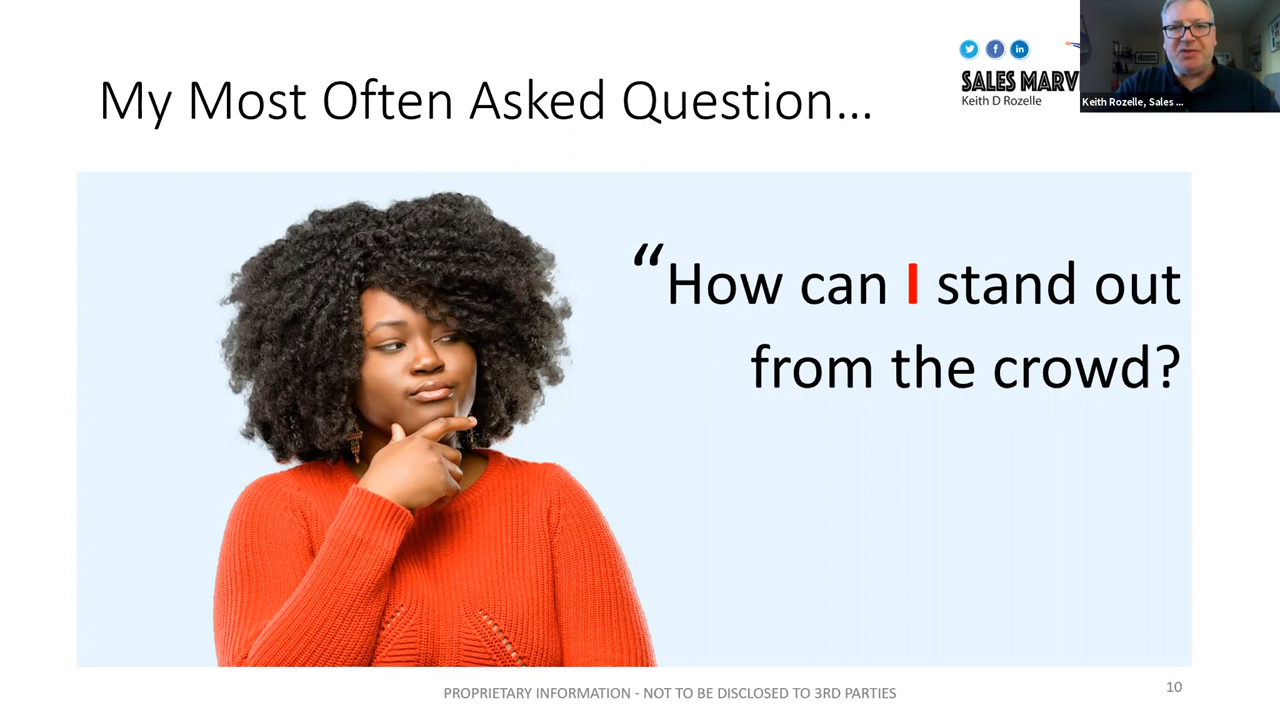 My Most Often Asked Question...
SALES MARV
Keith D Rozelle
Keith Rozelle, Sales ...
“How can I stand out
from the crowd?
PROPRIETARY INFORMATION - NOT TO BE DISCLOSED TO 3RD PARTIES
10